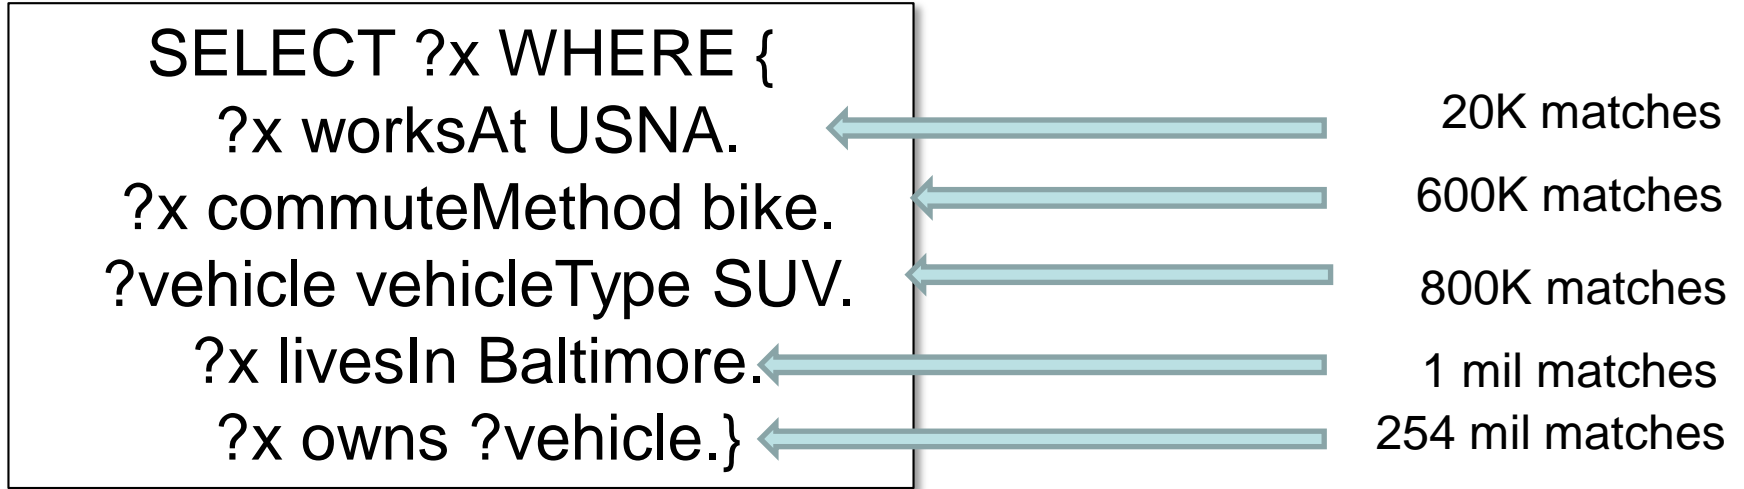 SELECT ?x WHERE {
?x worksAt USNA.
?x commuteMethod bike.
?vehicle vehicleType SUV.
?x livesIn Baltimore.
?x owns ?vehicle.}
20K matches
600K matches
800K matches
1 mil matches
254 mil matches